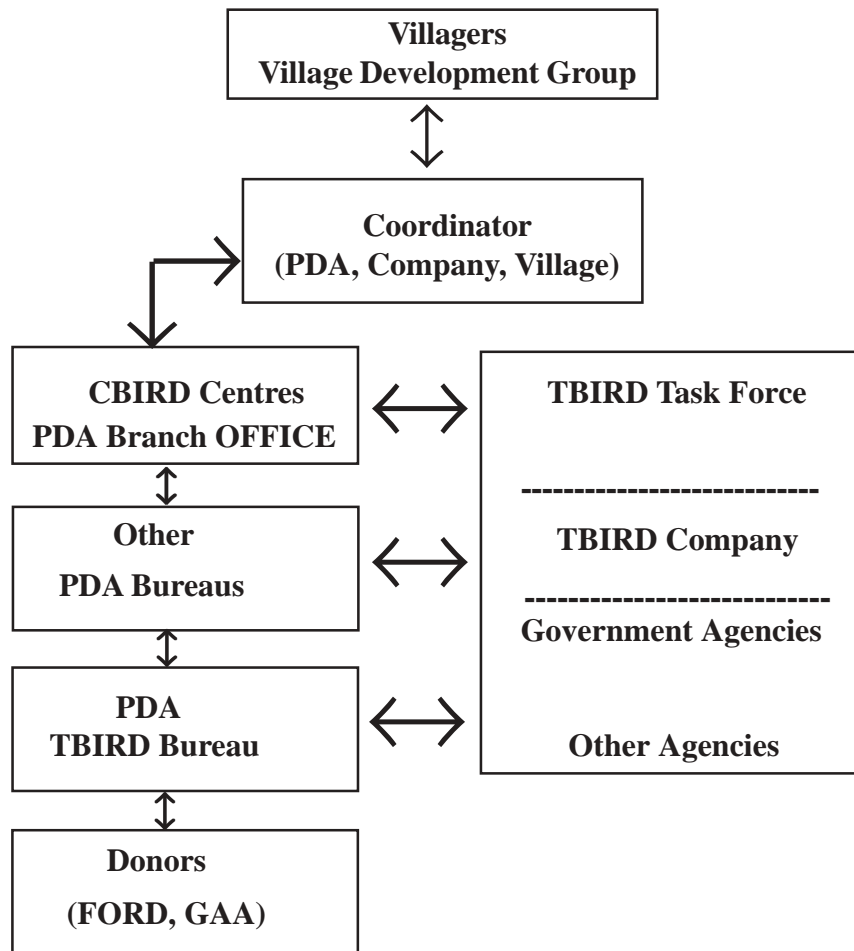 Villagers
Village Development Group
Coordinator
(PDA, Company, Village)
CBIRD Centres
PDA Branch OFFICE
Other
PDA Bureaus
PDA
TBIRD Bureau
Donors
(FORD, GAA)
TBIRD Task Force
----------------------------
TBIRD Company
-----------------------------
Government Agencies
Other Agencies